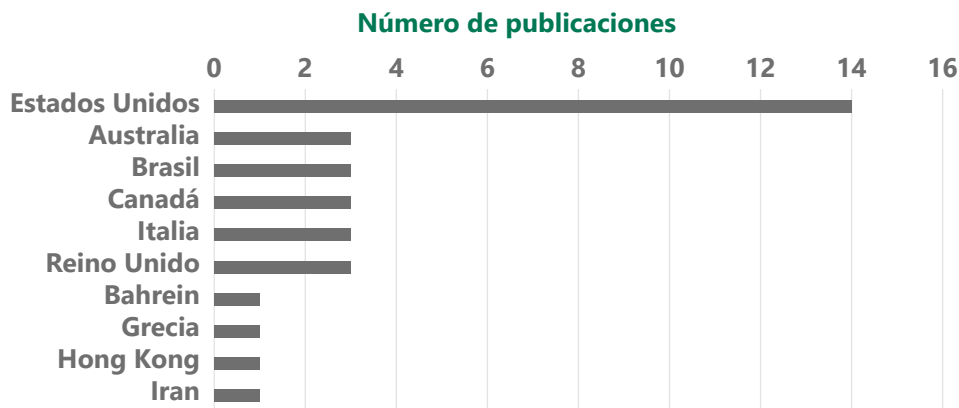 Número de publicaciones
0 2 4 6 8 10 12 14 16
Estados Unidos
Australia
Brasil
Canadá
Italia
Reino Unido
Bahrein
Grecia
Hong Kong
Iran